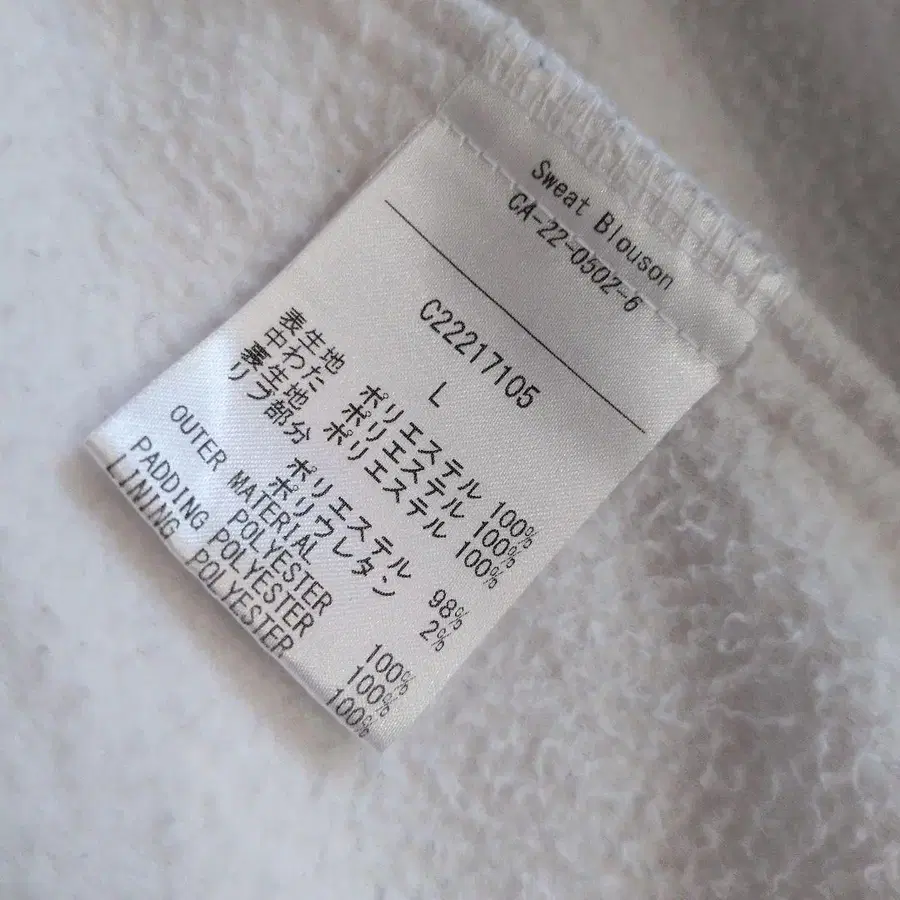 Sweat Blouson
CA-22-0502-6
C22217105
L
表生地 ポリエステル 100%
中わた ポリエステル 100%
裏生地 ポリエステル 100%
リブ部分 ポリエステル 98%
ポリウレタン 2%
OUTER MATERIAL
POLYESTER 100%
PADDING POLYESTER 100%
LINING POLYESTER 100%